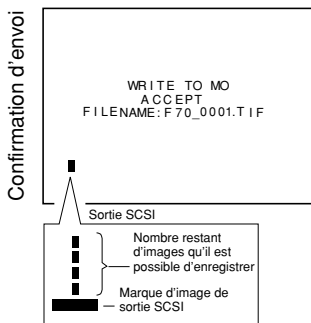 Confirmation d'envoi
WRITE TO MO
ACCEPT
FILENAME:F70_0001.TIF
Sortie SCSI
Nombre restant
d'images qu'il est
possible d'enregistrer
Marque d'image de
sortie SCSI